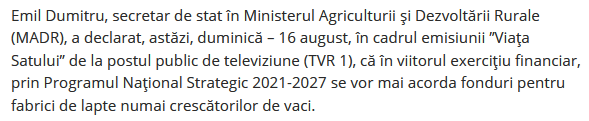 Emil Dumitru, secretar de stat în Ministerul Agriculturii şi Dezvoltării Rurale
(MADR), a declarat, astăzi, duminică – 16 august, în cadrul emisiunii ”Viaţa
Satului” de la postul public de televiziune (TVR 1), că în viitorul exerciţiu financiar,
prin Programul Naţional Strategic 2021-2027 se vor mai acorda fonduri pentru
fabrici de lapte numai crescătorilor de vaci.